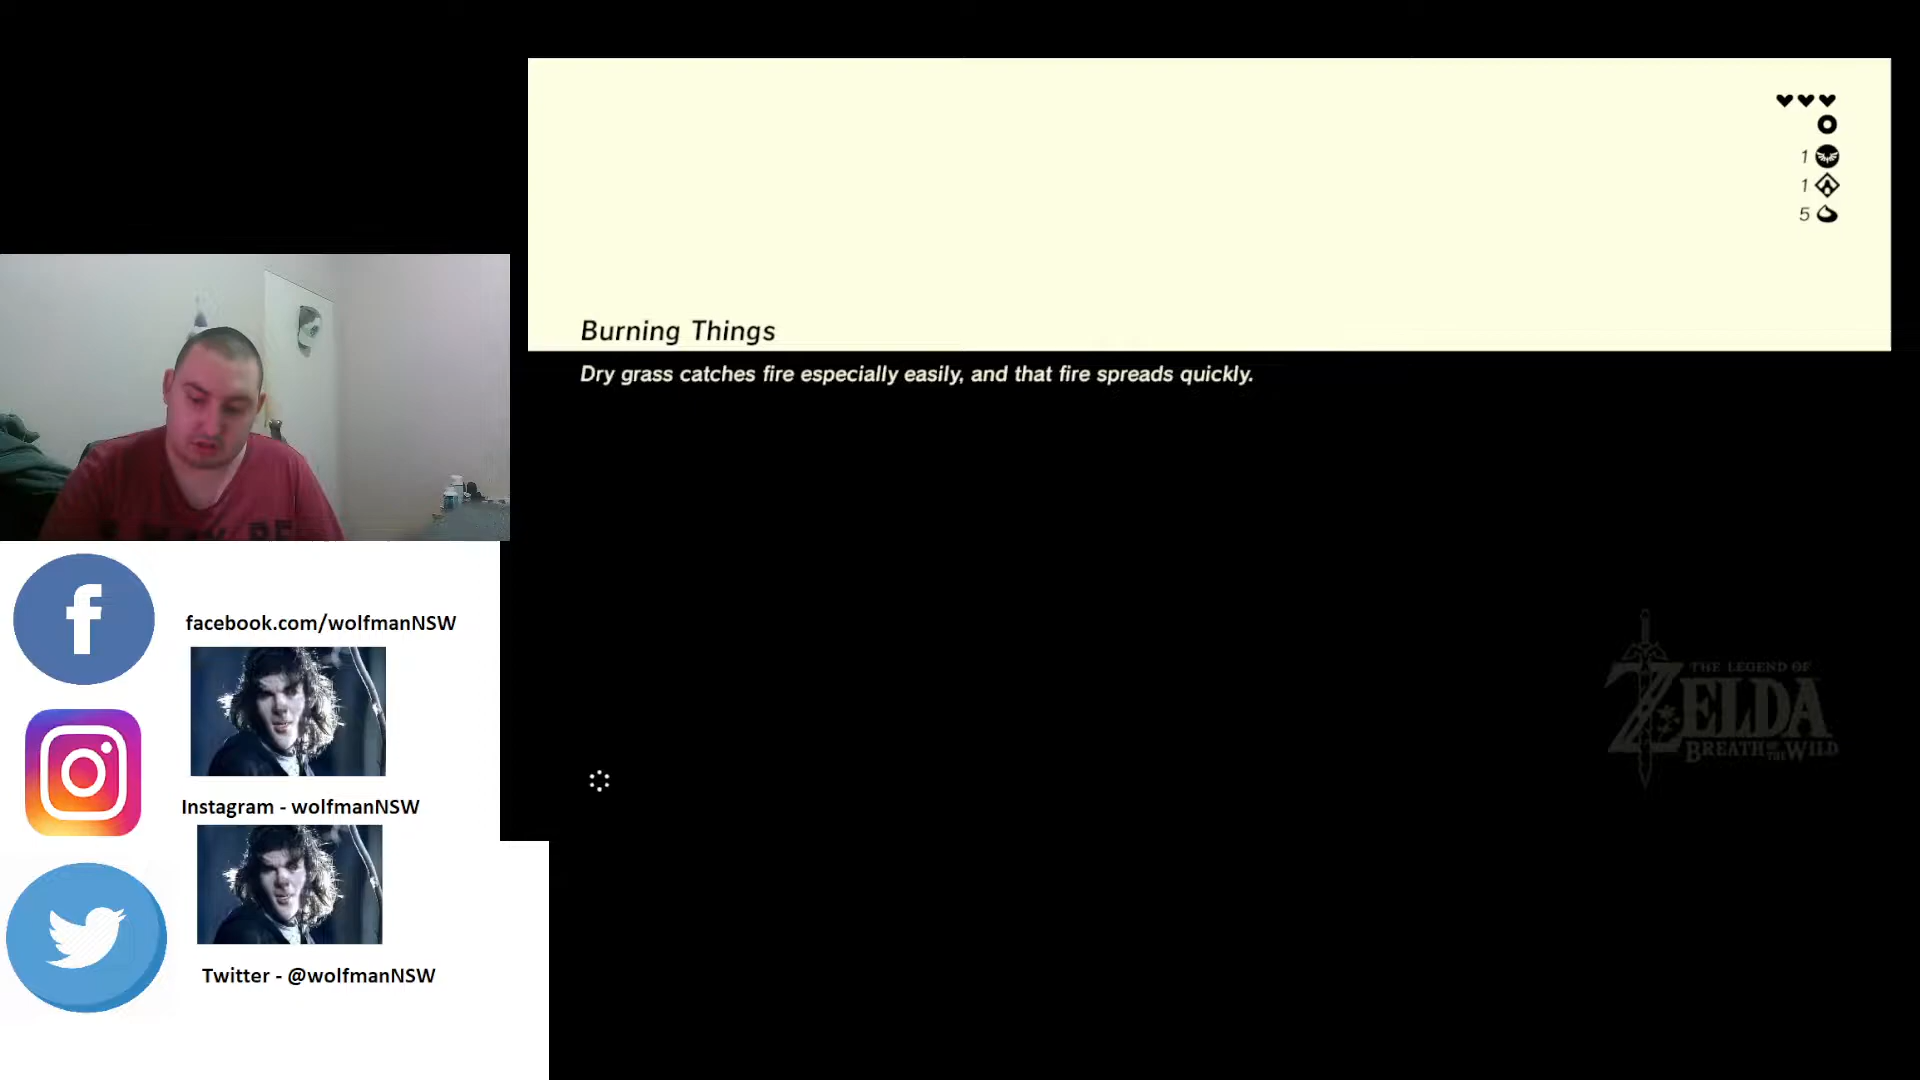 1
1
5
Burning Things
Dry grass catches fire especially easily, and that fire spreads quickly.
facebook.com/wolfmanNSW
Instagram - wolfmanNSW
Twitter - @wolfmanNSW
THE LEGEND OF
ZELDA
BREATH OF THE WILD